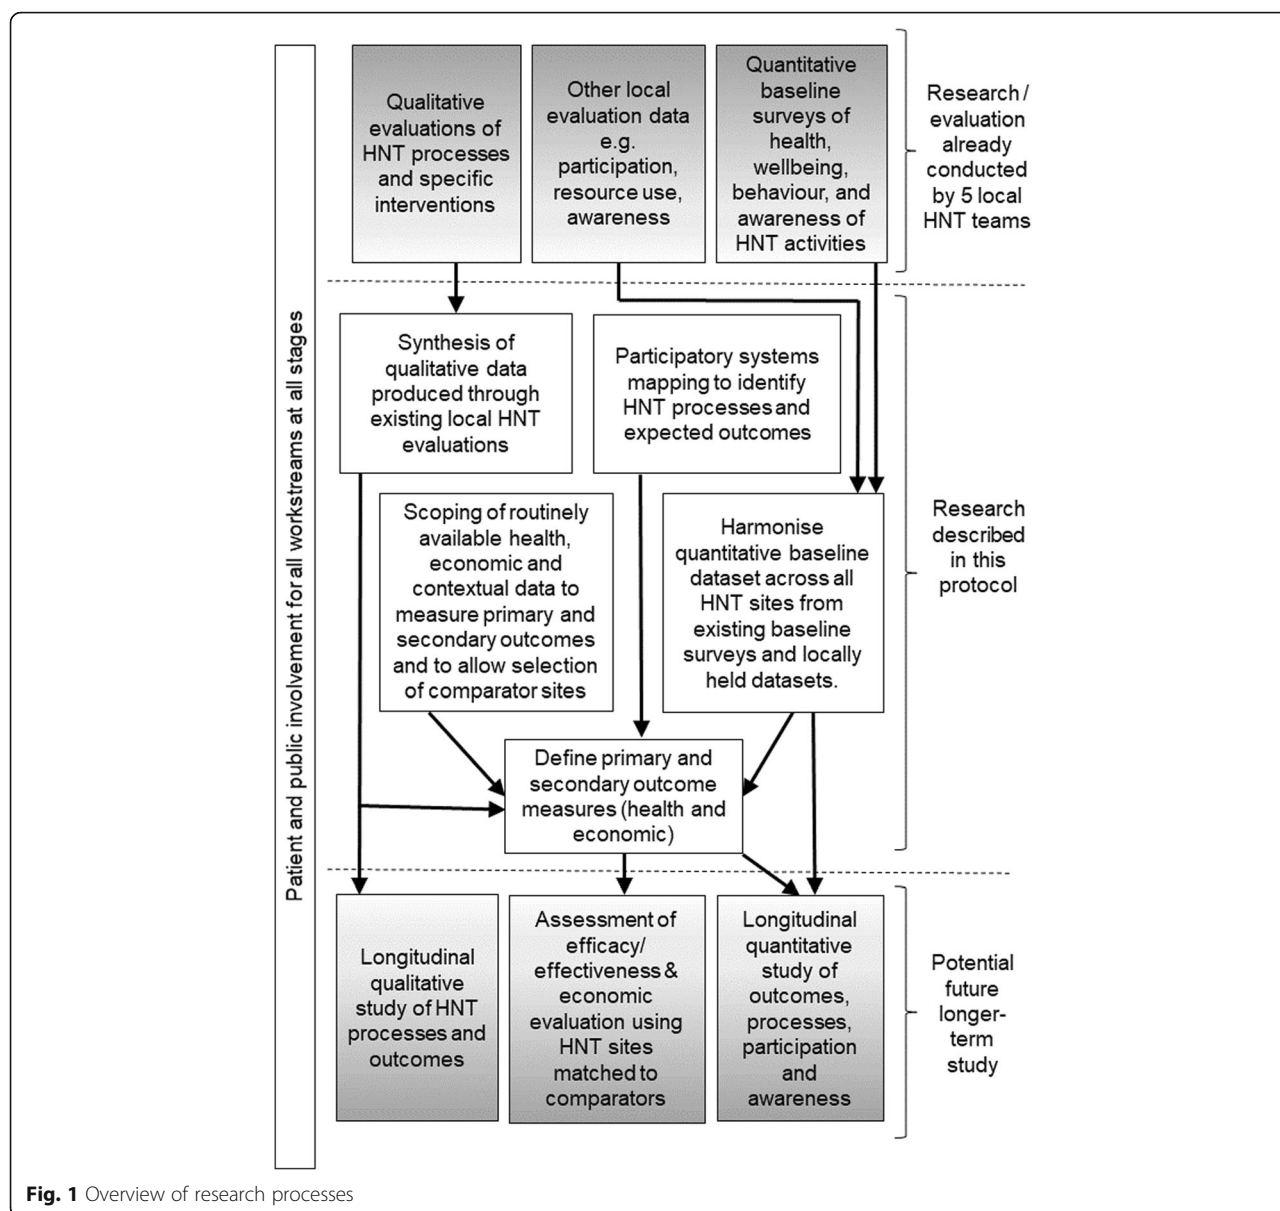 Patient and public involvement for all workstreams at all stages
Qualitative
evaluations of
HNT processes
and specific
interventions
Other local
evaluation data
e.g.
participation,
resource use,
awareness
Quantitative
baseline
surveys of
health,
wellbeing,
behaviour, and
awareness of
HNT activities
Research /
evaluation
already
conducted
by 5 local
HNT teams
Synthesis of
qualitative data
produced through
existing local HNT
evaluations
Participatory systems
mapping to identify
HNT processes and
expected outcomes
Scoping of routinely
available health,
economic and
contextual data to
measure primary and
secondary outcomes
and to allow selection
of comparator sites
Harmonise
quantitative baseline
dataset across all
HNT sites from
existing baseline
surveys and locally
held datasets.
Research
described
in this
protocol
Define primary and
secondary outcome
measures (health and
economic)
Longitudinal
qualitative
study of HNT
processes and
outcomes
Assessment of
efficacy/
effectiveness &
economic
evaluation using
HNT sites
matched to
comparators
Longitudinal
quantitative
study of
outcomes,
processes,
participation
and
awareness
Potential
future
longer-
term
study
Fig. 1 Overview of research processes